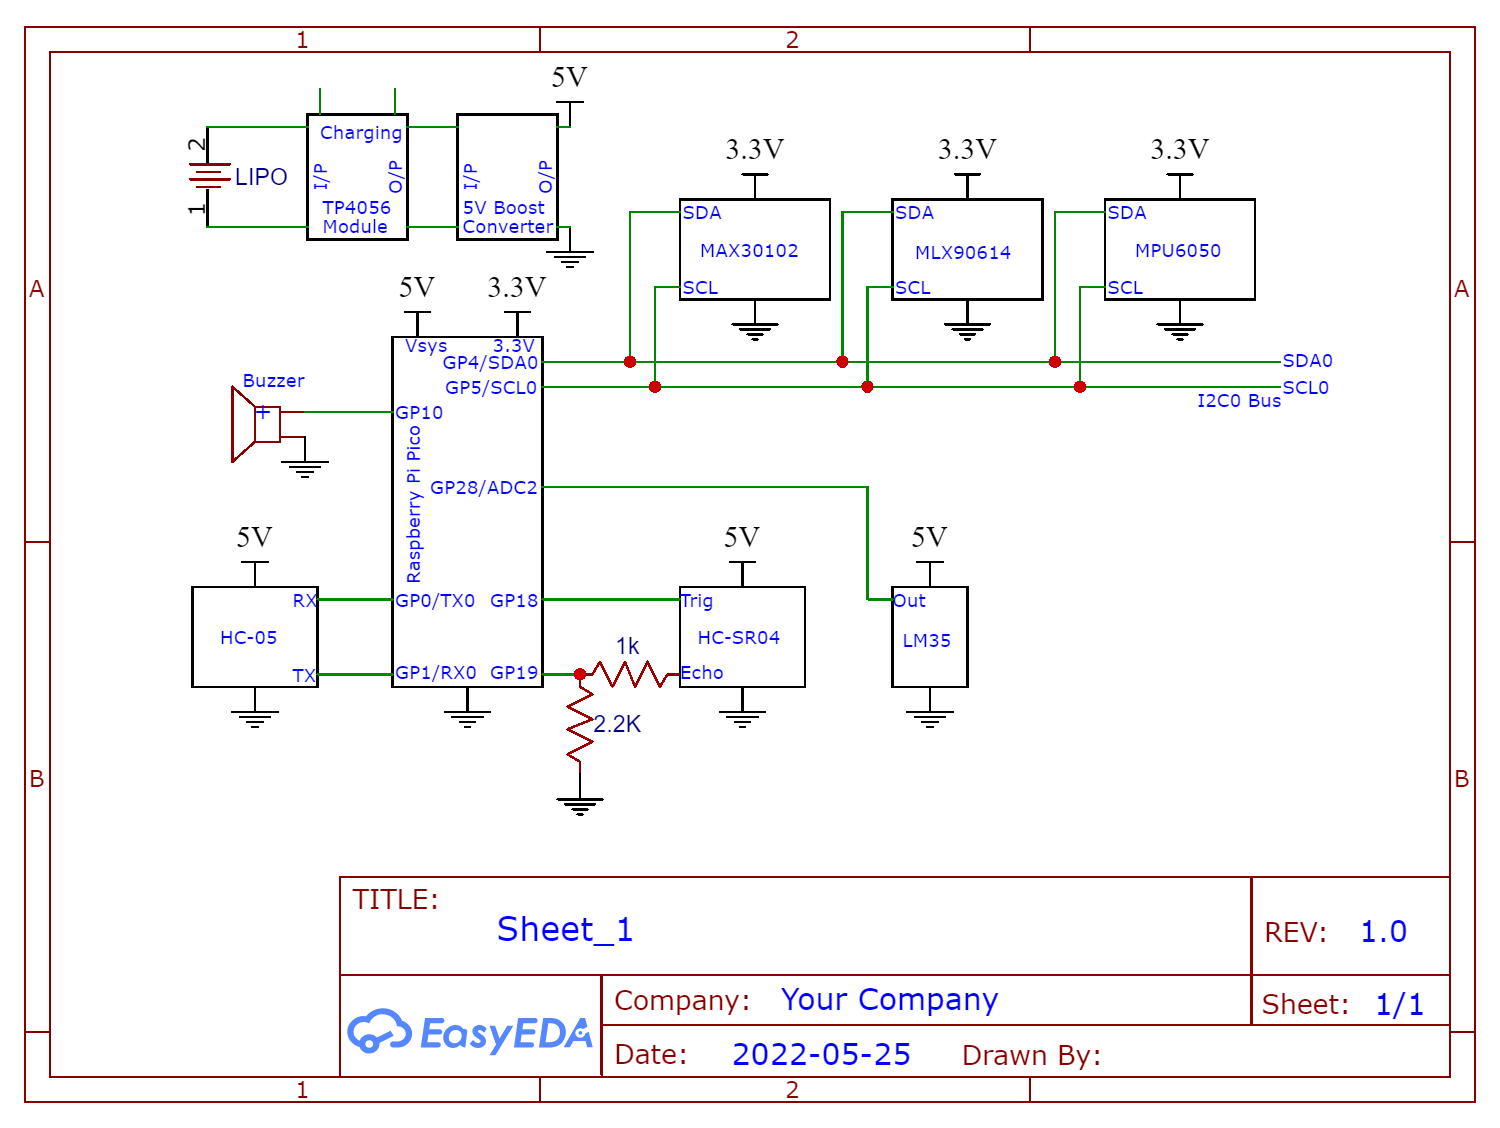 1
2
5V
2
LIPO
1
Charging
I/P
O/P
TP4056
Module
I/P
O/P
5V Boost
Converter
3.3V
SDA
MAX30102
SCL
3.3V
SDA
MLX90614
SCL
3.3V
SDA
MPU6050
SCL
A
A
5V
3.3V
Vsys
3.3V
GP4/SDA0
GP5/SCL0
SDA0
SCL0
I2C0 Bus
Buzzer
+
GP10
Raspberry Pi Pico
GP28/ADC2
5V
RX
HC-05
TX
GP0/TX0
GP18
GP1/RX0
GP19
5V
Trig
HC-SR04
Echo
1k
2.2K
5V
Out
LM35
B
B
TITLE:
Sheet_1
REV: 1.0
EasyEDA
Company: Your Company
Sheet: 1/1
Date: 2022-05-25 Drawn By:
1
2